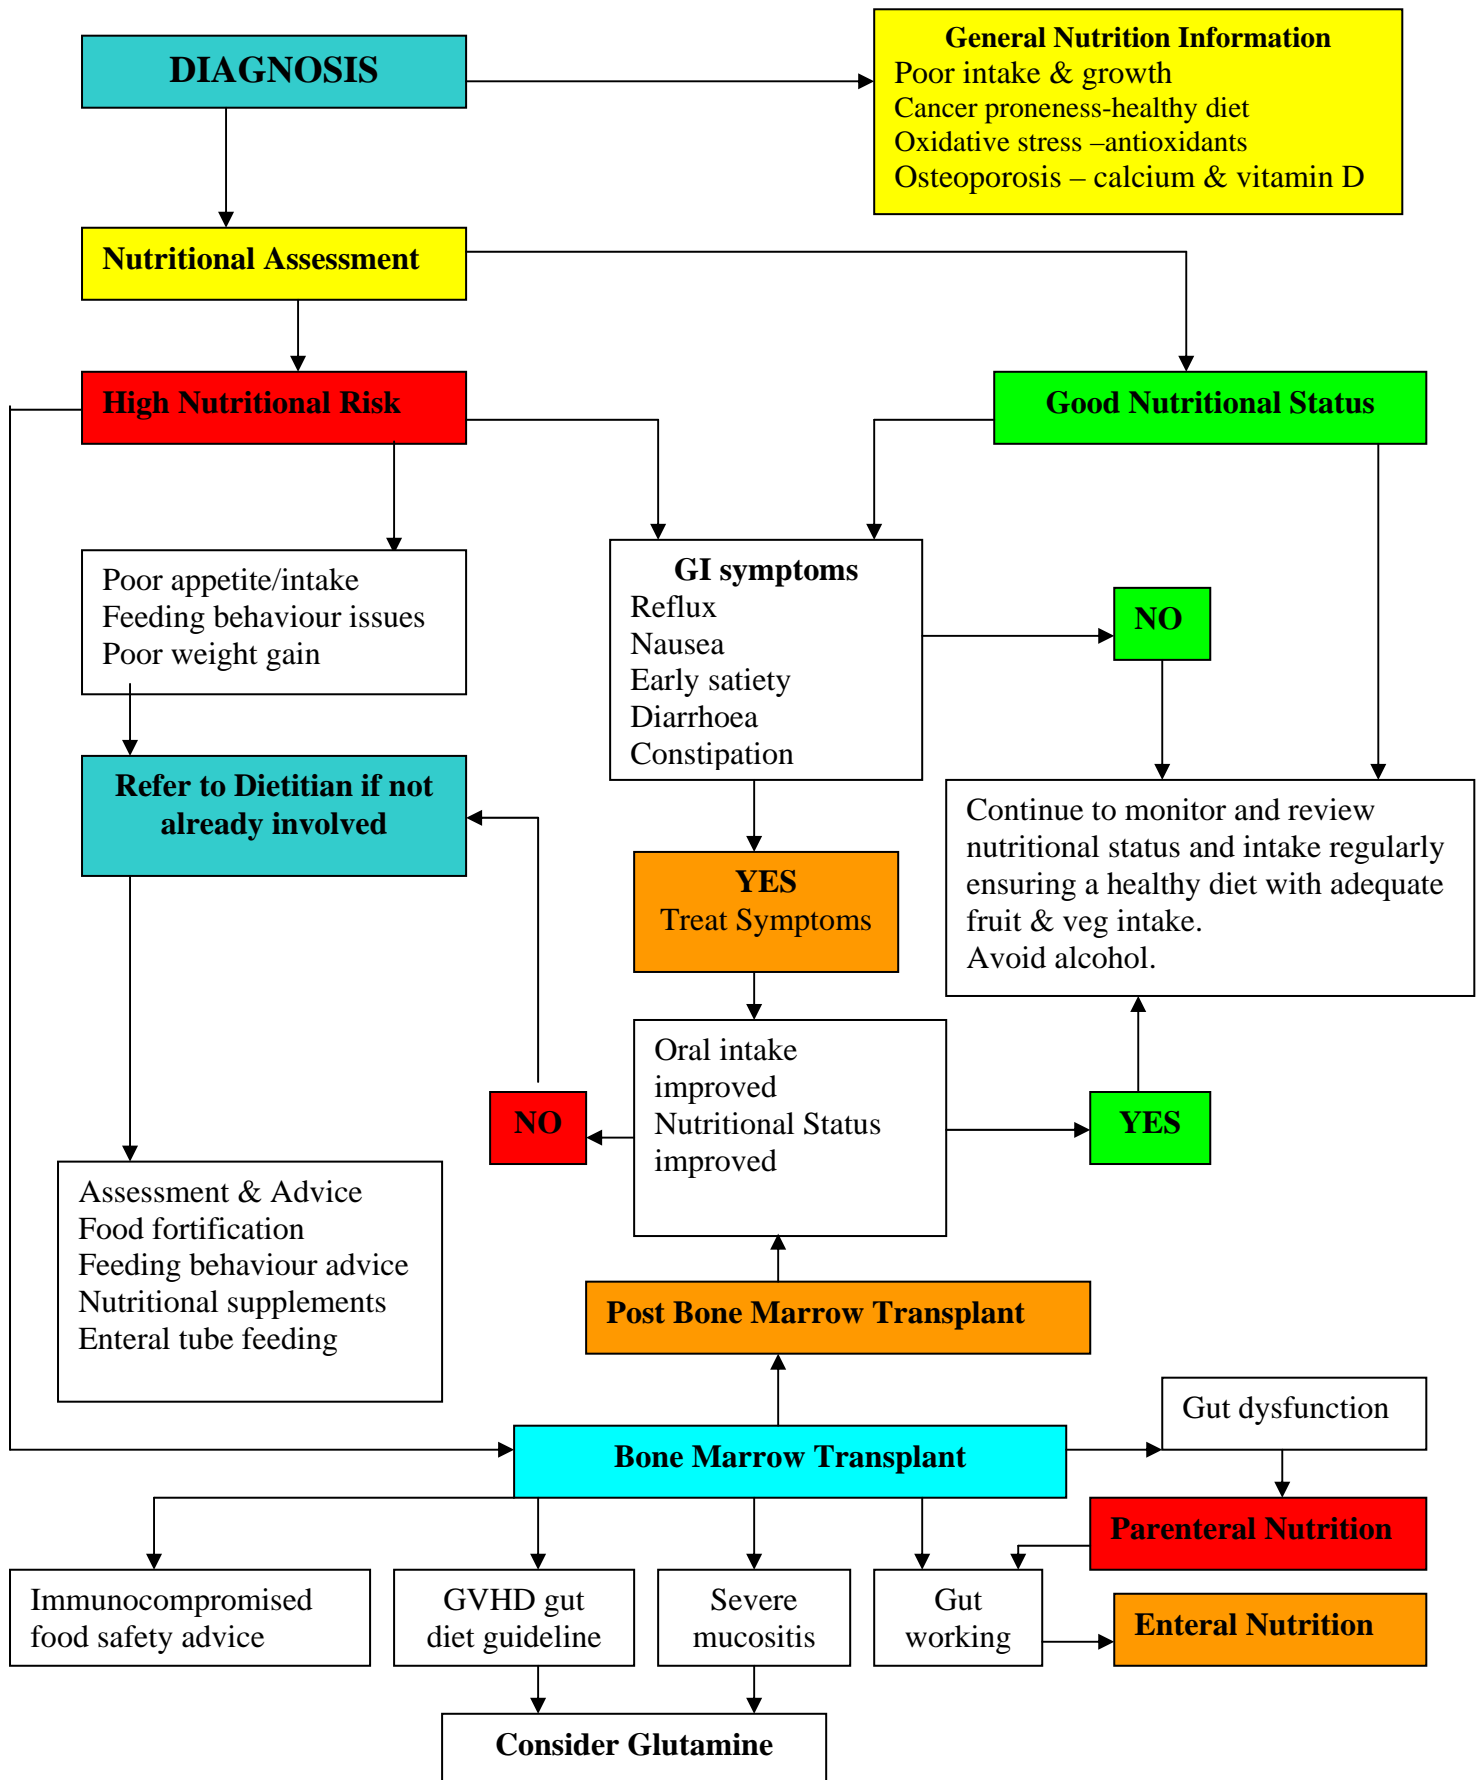 DIAGNOSIS
General Nutrition Information
Poor intake & growth
Cancer proneness-healthy diet
Oxidative stress –antioxidants
Osteoporosis – calcium & vitamin D
Nutritional Assessment
High Nutritional Risk
Good Nutritional Status
Poor appetite/intake
Feeding behaviour issues
Poor weight gain
GI symptoms
Reflux
Nausea
Early satiety
Diarrhoea
Constipation
NO
Refer to Dietitian if not
already involved
YES
Treat Symptoms
Continue to monitor and review
nutritional status and intake regularly
ensuring a healthy diet with adequate
fruit & veg intake.
Avoid alcohol.
Oral intake
improved
Nutritional Status
improved
NO
YES
Assessment & Advice
Food fortification
Feeding behaviour advice
Nutritional supplements
Enteral tube feeding
Post Bone Marrow Transplant
Gut dysfunction
Bone Marrow Transplant
Parenteral Nutrition
Immunocompromised
food safety advice
GVHD gut
diet guideline
Severe
mucositis
Gut
working
Enteral Nutrition
Consider Glutamine